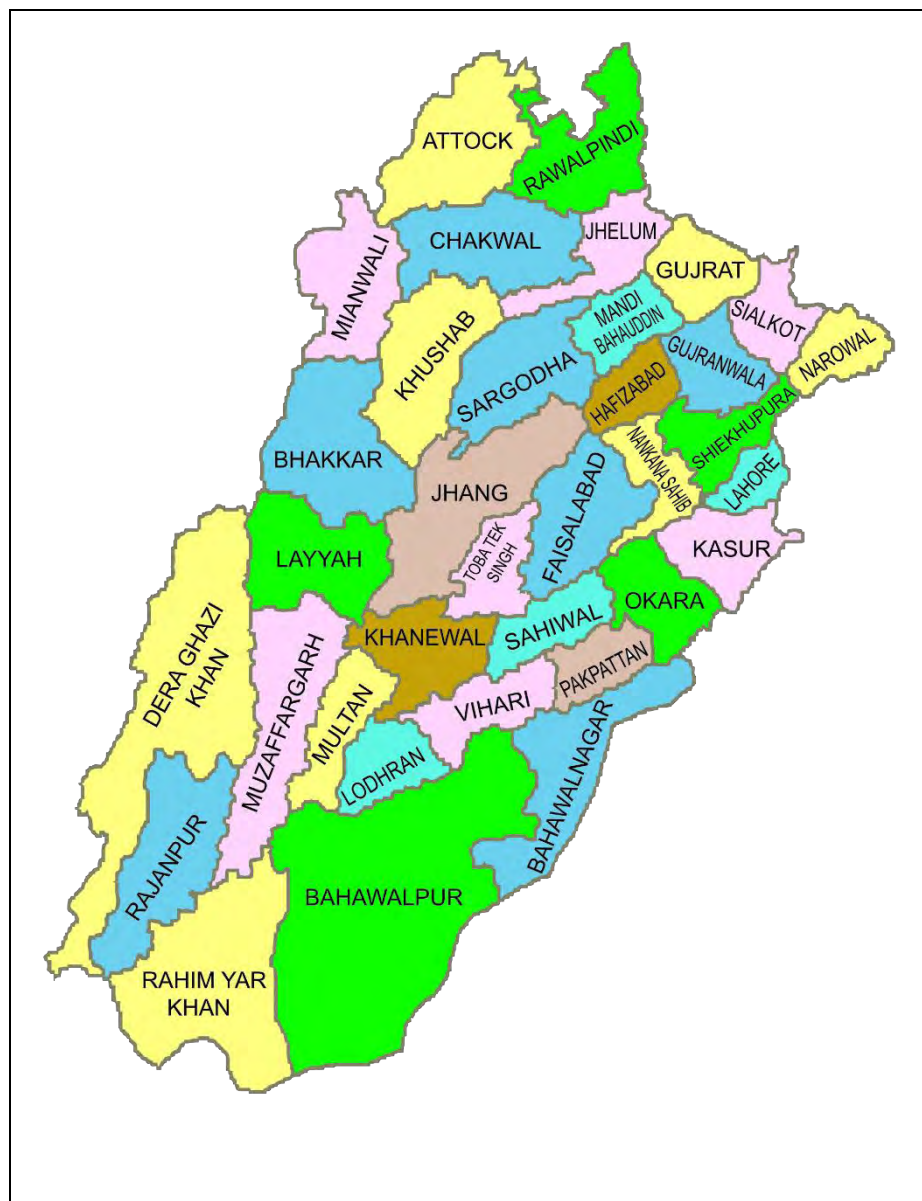 ATTOCK
RAWALPINDI
CHAKWAL
JHELUM
MIANWALI
GUJRAT
KHUSHAB
MANDI
BAHAUDDIN
SIALKOT
SARGODHA
GUJRANWALA
NAROWAL
HAFIZABAD
SHIEKHUPURA
BHAKKAR
NANKANA SAHIB
LAHORE
JHANG
FAISALABAD
TOBA TEK
SINGH
KASUR
LAYYAH
OKARA
KHANEWAL
SAHIWAL
DERA GHAZI
KHAN
MUZAFFARGARH
PAKPATTAN
VIHARI
MULTAN
LODHRAN
BAHAWALNAGAR
RAJANPUR
BAHAWALPUR
RAHIM YAR
KHAN